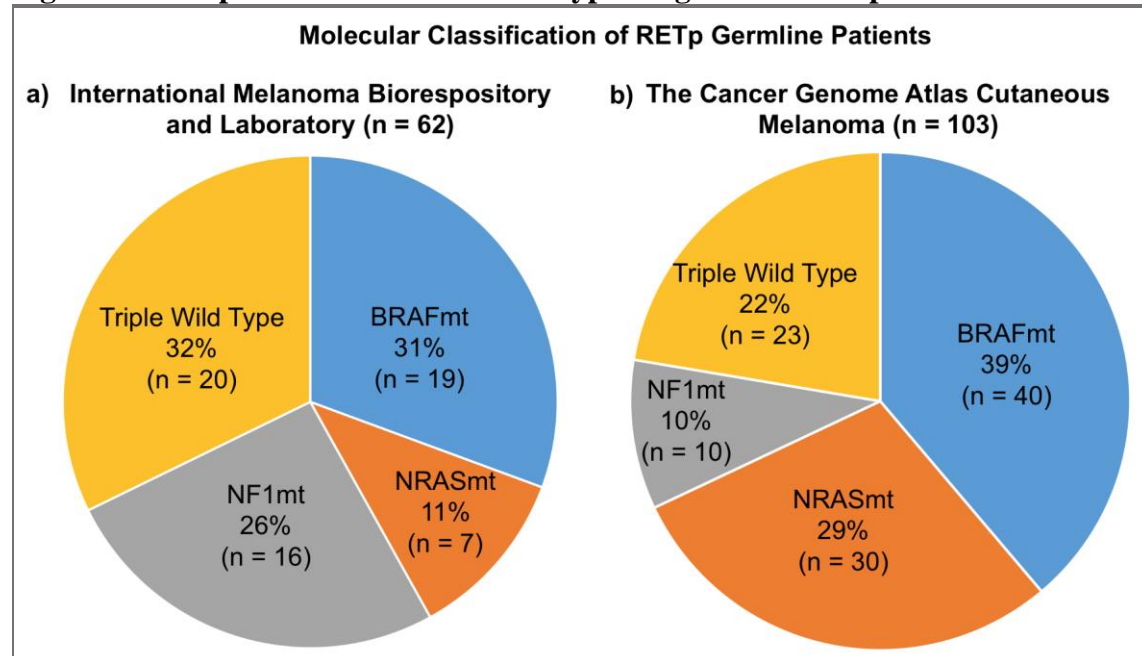 Molecular Classification of RETp Germline Patients
a) International Melanoma Biorespository
and Laboratory (n = 62)
Triple Wild Type
32%
(n = 20)
BRAFmt
31%
(n = 19)
NF1mt
26%
(n = 16)
NRASmt
11%
(n = 7)
b) The Cancer Genome Atlas Cutaneous
Melanoma (n = 103)
Triple Wild Type
22%
(n = 23)
BRAFmt
39%
(n = 40)
NF1mt
10%
(n = 10)
NRASmt
29%
(n = 30)